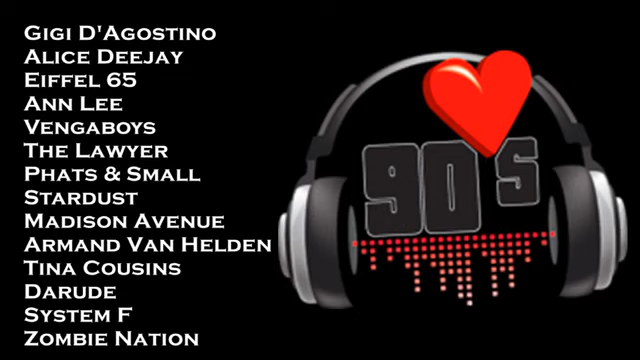 Gigi D'Agostino
Alice Deejay
Eiffel 65
Ann Lee
Vengaboys
The Lawyer
Phats & Small
Stardust
Madison Avenue
Armand Van Helden
Tina Cousins
Darude
System F
Zombie Nation
90's